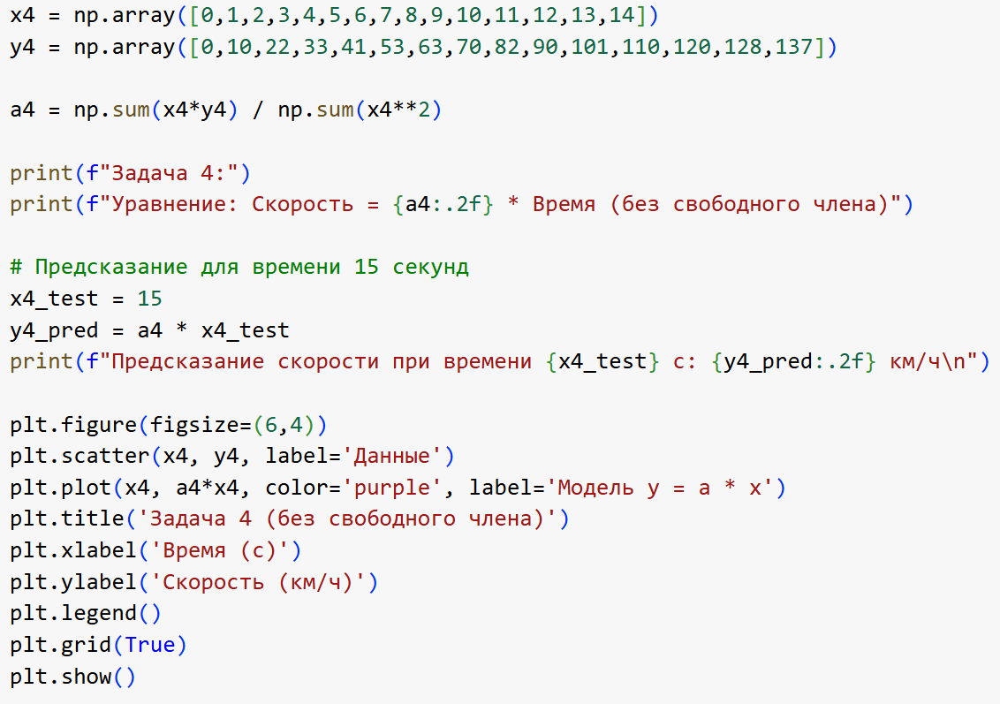 x4 = np.array([0,1,2,3,4,5,6,7,8,9,10,11,12,13,14])
y4 = np.array([0,10,22,33,41,53,63,70,82,90,101,110,120,128,137])
a4 = np.sum(x4*y4) / np.sum(x4**2)
print(f"Задача 4:")
print(f"Уравнение: Скорость = {a4:.2f} * Время (без свободного члена)")
# Предсказание для времени 15 секунд
x4_test = 15
y4_pred = a4 * x4_test
print(f"Предсказание скорости при времени {x4_test} с: {y4_pred:.2f} км/ч\n")
plt.figure(figsize=(6,4))
plt.scatter(x4, y4, label='Данные')
plt.plot(x4, a4*x4, color='purple', label='Модель y = a * x')
plt.title('Задача 4 (без свободного члена)')
plt.xlabel('Время (с)')
plt.ylabel('Скорость (км/ч)')
plt.legend()
plt.grid(True)
plt.show()